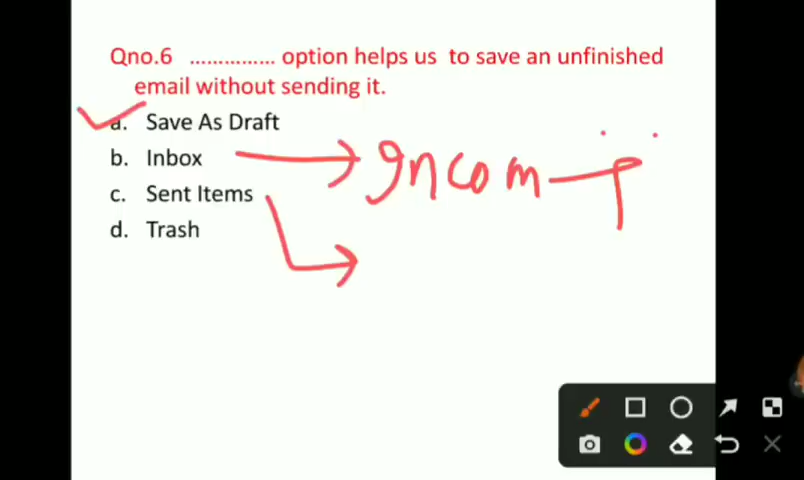 Qno.6 ............... option helps us to save an unfinished
email without sending it.
a. Save As Draft
b. Inbox
c. Sent Items
d. Trash